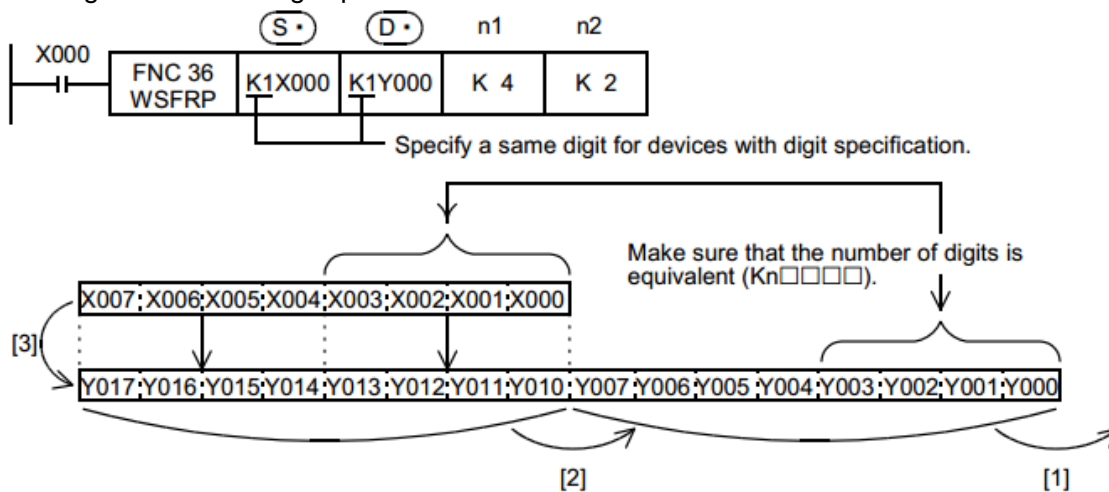 S· D· n1 n2
X000
FNC 36 WSFRP K1X000 K1Y000 K 4 K 2
Specify a same digit for devices with digit specification.
Make sure that the number of digits is
equivalent (Kn□□□□).
X007 X006 X005 X004 X003 X002 X001 X000
[3]
Y017 Y016 Y015 Y014 Y013 Y012 Y011 Y010 Y007 Y006 Y005 Y004 Y003 Y002 Y001 Y000
[2] [1]